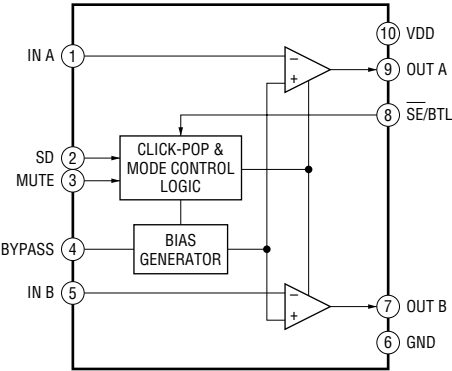 10 VDD
IN A 1
−
+
9 OUT A
8 SE/BTL
CLICK-POP &
MODE CONTROL
LOGIC
SD 2
MUTE 3
BYPASS 4
BIAS
GENERATOR
IN B 5
−
+
7 OUT B
6 GND